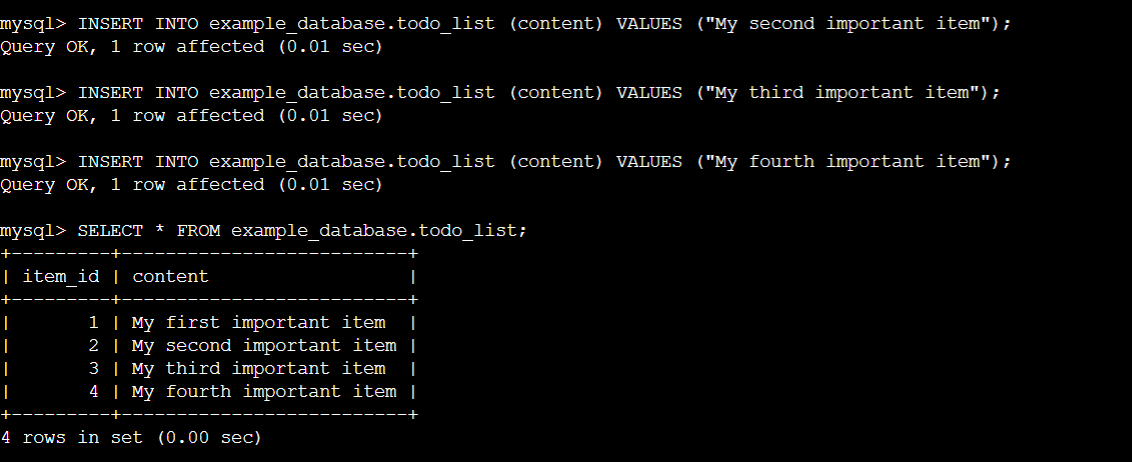 mysql> INSERT INTO example_database.todo_list (content) VALUES ("My second important item");
Query OK, 1 row affected (0.01 sec)
mysql> INSERT INTO example_database.todo_list (content) VALUES ("My third important item");
Query OK, 1 row affected (0.01 sec)
mysql> INSERT INTO example_database.todo_list (content) VALUES ("My fourth important item");
Query OK, 1 row affected (0.01 sec)
mysql> SELECT * FROM example_database.todo_list;
+---------+--------------------------+
| item_id | content                  |
+---------+--------------------------+
|       1 | My first important item  |
|       2 | My second important item |
|       3 | My third important item  |
|       4 | My fourth important item |
+---------+--------------------------+
4 rows in set (0.00 sec)